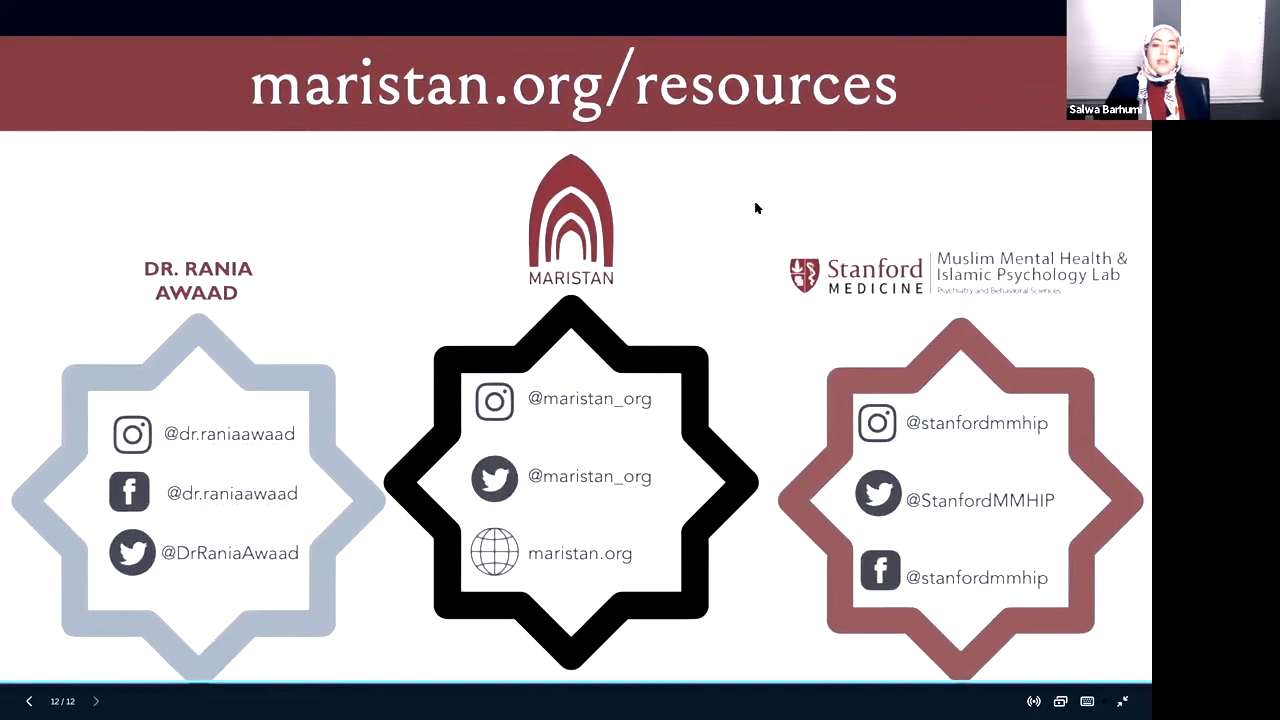 maristan.org/resources
Salwa Barhumi
DR. RANIA
AWAAD
@dr.raniaawaad
@dr.raniaawaad
@DrRaniaAwaad
MARISTAN
@maristan_org
@maristan_org
maristan.org
Stanford
MEDICINE
Muslim Mental Health &
Islamic Psychology Lab
Psychiatry and Behavioral Sciences
@stanfordmmhip
@StanfordMMHIP
@stanfordmmhip
12 / 12